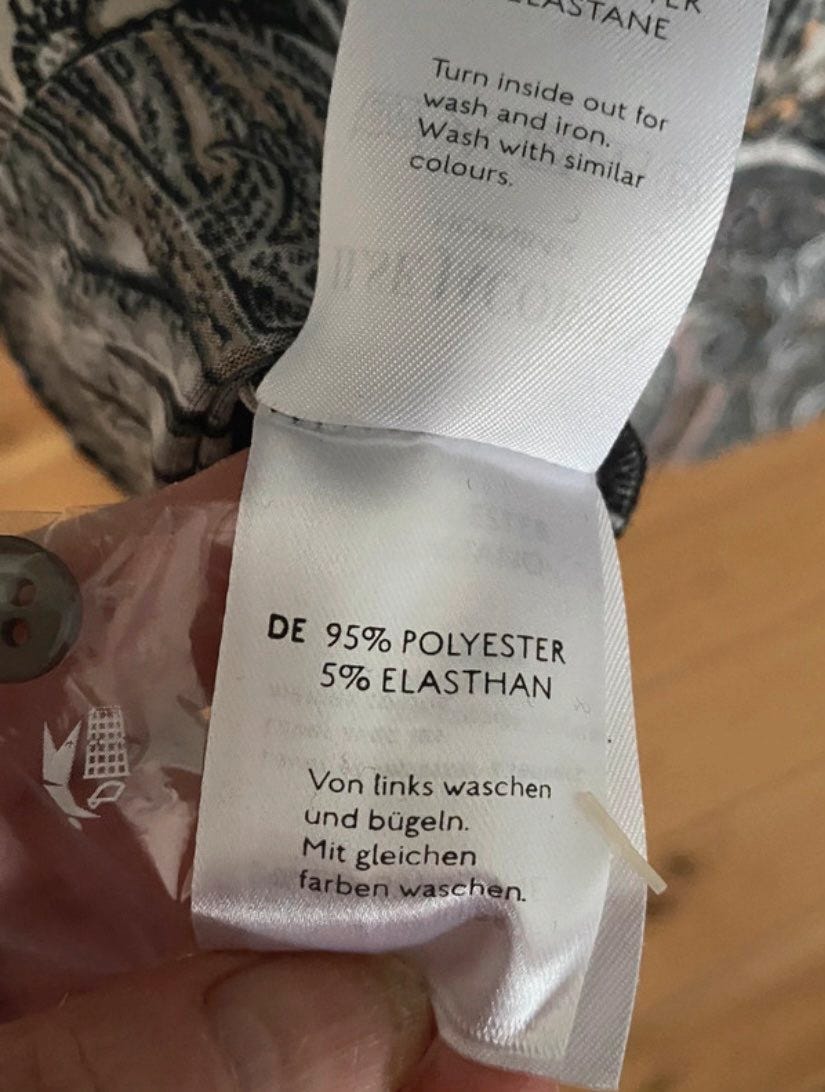 ELASTANE
Turn inside out for
wash and iron.
Wash with similar
colours.
DE 95% POLYESTER
5% ELASTHAN
Von links waschen
und bügeln.
Mit gleichen
farben waschen.